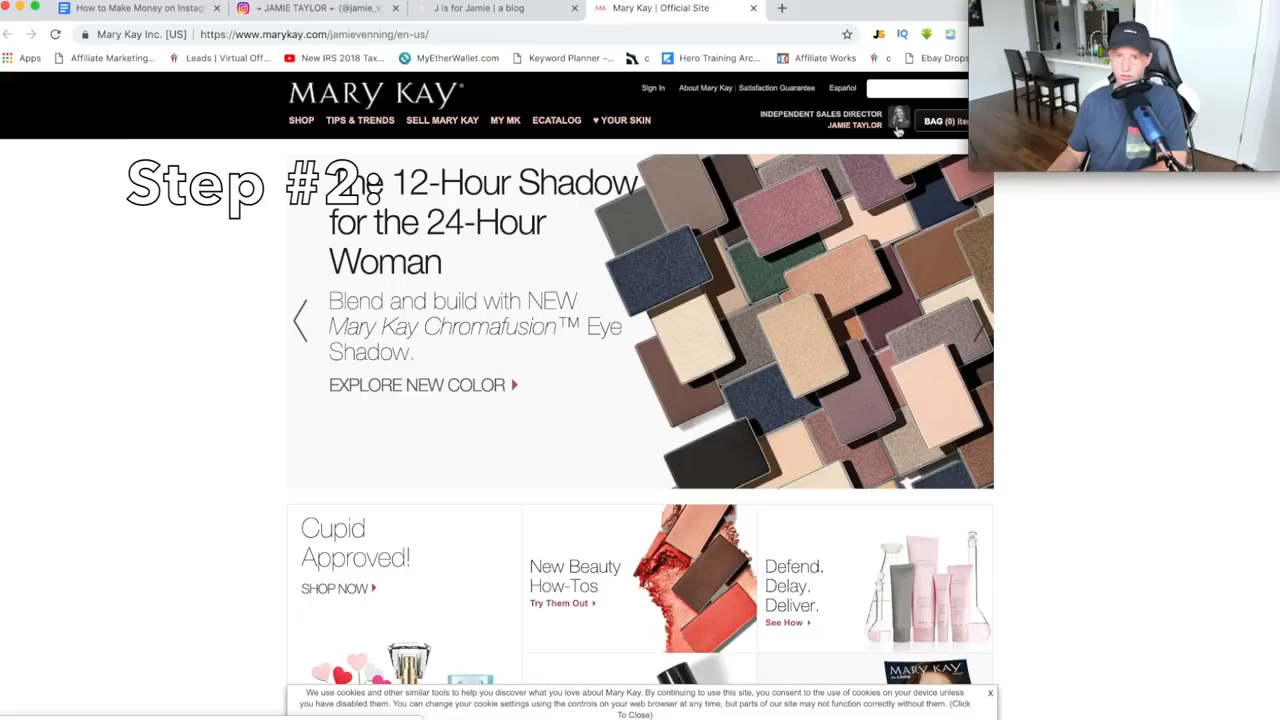 How to Make Money on Instag
- JAMIE TAYLOR - (@jamie_v_
J is for Jamie | a blog
Mary Kay | Official Site
Mary Kay Inc. [US] | https://www.marykay.com/jamievenning/en-us/
Apps
Affiliate Marketing...
Leads | Virtual Off...
New IRS 2018 Tax...
MyEtherWallet.com
Keyword Planner –...
c
Hero Training Arc...
Affiliate Works
c
Ebay Drops
MARY KAY
Sign In
About Mary Kay | Satisfaction Guarantee
Español
INDEPENDENT SALES DIRECTOR
JAMIE TAYLOR
BAG (0) ite
SHOP
TIPS & TRENDS
SELL MARY KAY
MY MK
ECATALOG
♥ YOUR SKIN
Step #2:
12-Hour Shadow
for the 24-Hour
Woman
Blend and build with NEW
Mary Kay Chromafusion™ Eye
Shadow.
EXPLORE NEW COLOR
Cupid
Approved!
SHOP NOW
New Beauty
How-Tos
Try Them Out
Defend.
Delay.
Deliver.
See How
MARY KAY
We use cookies and other similar tools to help you discover what you love about Mary Kay. By continuing to use this site, you consent to the use of cookies on your device unless
you have disabled them. You can change your cookie settings using the controls on your web browser at any time, but parts of our site may not function correctly without them. (Click
To Close)
X